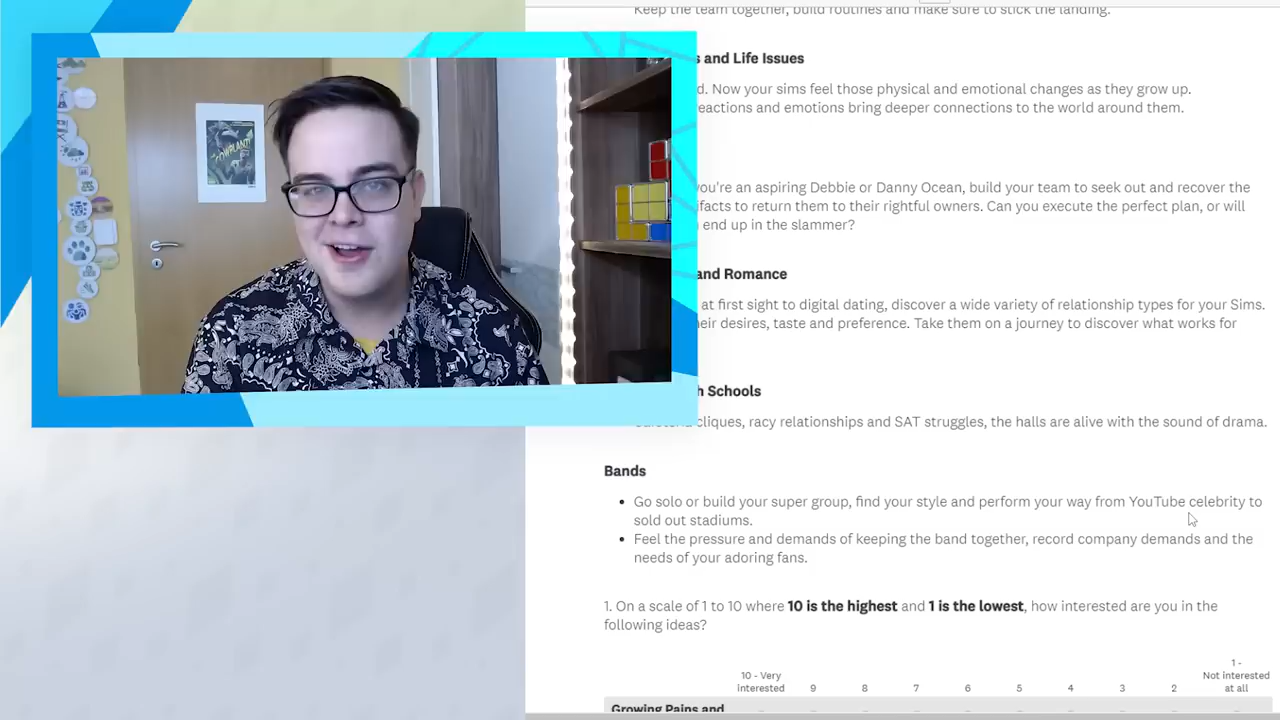 Keep the team together, build routines and make sure to stick the landing.
s and Life Issues
d. Now your sims feel those physical and emotional changes as they grow up.
eactions and emotions bring deeper connections to the world around them.
you're an aspiring Debbie or Danny Ocean, build your team to seek out and recover the
ifacts to return them to their rightful owners. Can you execute the perfect plan, or will
end up in the slammer?
and Romance
at first sight to digital dating, discover a wide variety of relationship types for your Sims.
eir desires, taste and preference. Take them on a journey to discover what works for
h Schools
cliques, racy relationships and SAT struggles, the halls are alive with the sound of drama.
COWPLANT!
Bands
Go solo or build your super group, find your style and perform your way from YouTube celebrity to
sold out stadiums.
Feel the pressure and demands of keeping the band together, record company demands and the
needs of your adoring fans.
1. On a scale of 1 to 10 where 10 is the highest and 1 is the lowest, how interested are you in the
following ideas?
10 - Very interested 9 8 7 6 5 4 3 2 1 - Not interested at all
Growing Pains and